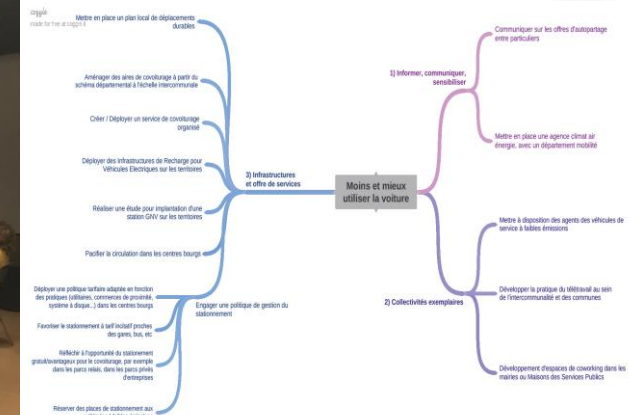 coggle
made for free at coggle.it
Mettre en place un plan local de déplacements
durables
Aménager des aires de covoiturage à partir du
schéma départemental à l'échelle intercommunale
Créer / Déployer un service de covoiturage
organisé
Déployer des Infrastructures de Recharge pour
Véhicules Electriques sur les territoires
Réaliser une étude pour implantation d'une
station GNV sur les territoires
Pacifier la circulation dans les centres bourgs
Déployer une politique tarifaire adaptée en fonction
des pratiques (utilitaires, commerces de proximité,
système à disque...) dans les centres bourgs
Favoriser le stationnement à tarif incitatif proches
des gares, bus, etc
Réfléchir à l'opportunité du stationement
gratuit/avantageux pour le covoiturage, par exemple
dans les parcs relais, dans les parcs privés
d'entreprises
Réserver des places de stationnement aux
3) Infrastructures
et offre de services
Engager une politique de gestion du
stationnement
Moins et mieux
utiliser la voiture
1) Informer, communiquer,
sensibiliser
Communiquer sur les offres d'autopartage
entre particuliers
Mettre en place une agence climat air
énergie, avec un département mobilité
2) Collectivités exemplaires
Mettre à disposition des agents des véhicules de
service à faibles émissions
Développer la pratique du télétravail au sein
de l'intercommunalité et des communes
Développement d'espaces de coworking dans les
mairies ou Maisons des Services Publics